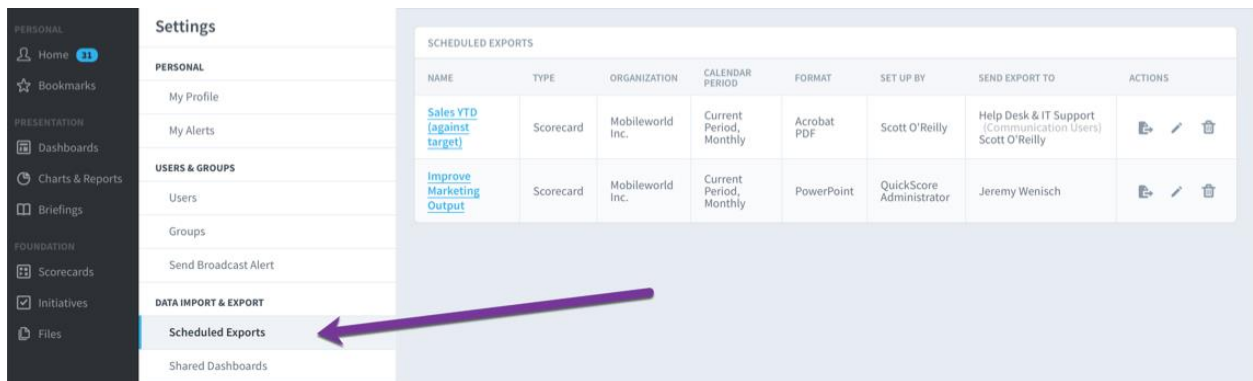 PERSONAL
Home 31
Bookmarks
PRESENTATION
Dashboards
Charts & Reports
Briefings
FOUNDATION
Scorecards
Initiatives
Files
Settings
PERSONAL
My Profile
My Alerts
USERS & GROUPS
Users
Groups
Send Broadcast Alert
DATA IMPORT & EXPORT
Scheduled Exports
Shared Dashboards
SCHEDULED EXPORTS
NAME TYPE ORGANIZATION CALENDAR PERIOD FORMAT SET UP BY SEND EXPORT TO ACTIONS
Sales YTD
(against
target)
Scorecard
Mobileworld
Inc.
Current
Period,
Monthly
Acrobat
PDF
Scott O'Reilly
Help Desk & IT Support
(Communication Users)
Scott O'Reilly
Improve
Marketing
Output
Scorecard
Mobileworld
Inc.
Current
Period,
Monthly
PowerPoint
QuickScore
Administrator
Jeremy Wenisch